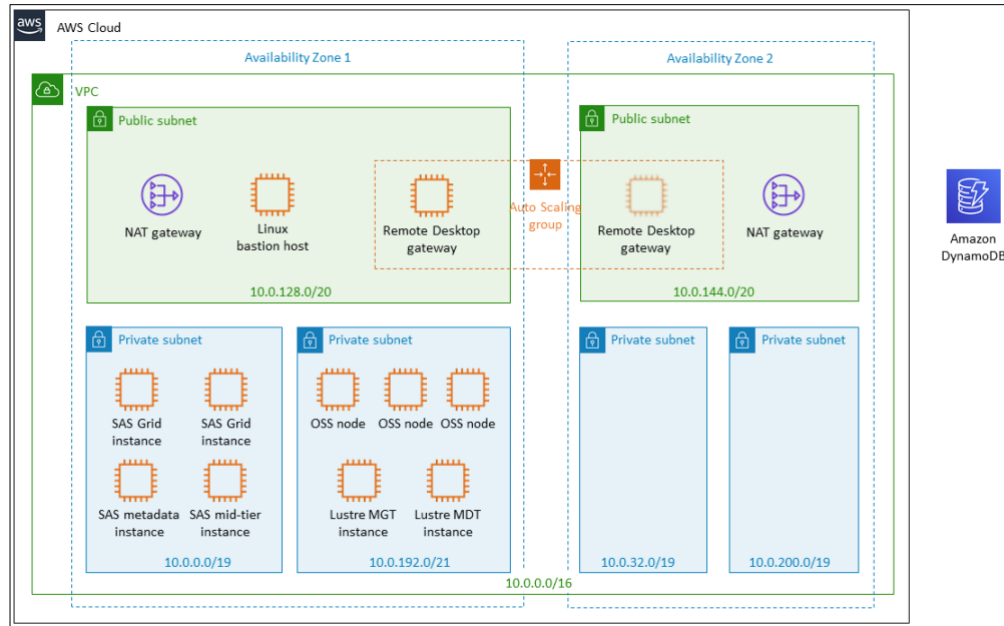 aws
AWS Cloud
Availability Zone 1
Availability Zone 2
VPC
Public subnet
Public subnet
NAT gateway
Linux
bastion host
Remote Desktop
gateway
Auto Scaling
group
Remote Desktop
gateway
NAT gateway
Amazon
DynamoDB
10.0.128.0/20
10.0.144.0/20
Private subnet
Private subnet
Private subnet
Private subnet
SAS Grid
instance
SAS Grid
instance
OSS node
OSS node
OSS node
SAS metadata
instance
SAS mid-tier
instance
Lustre MGT
instance
Lustre MDT
instance
10.0.0.0/19
10.0.192.0/21
10.0.32.0/19
10.0.200.0/19
10.0.0.0/16